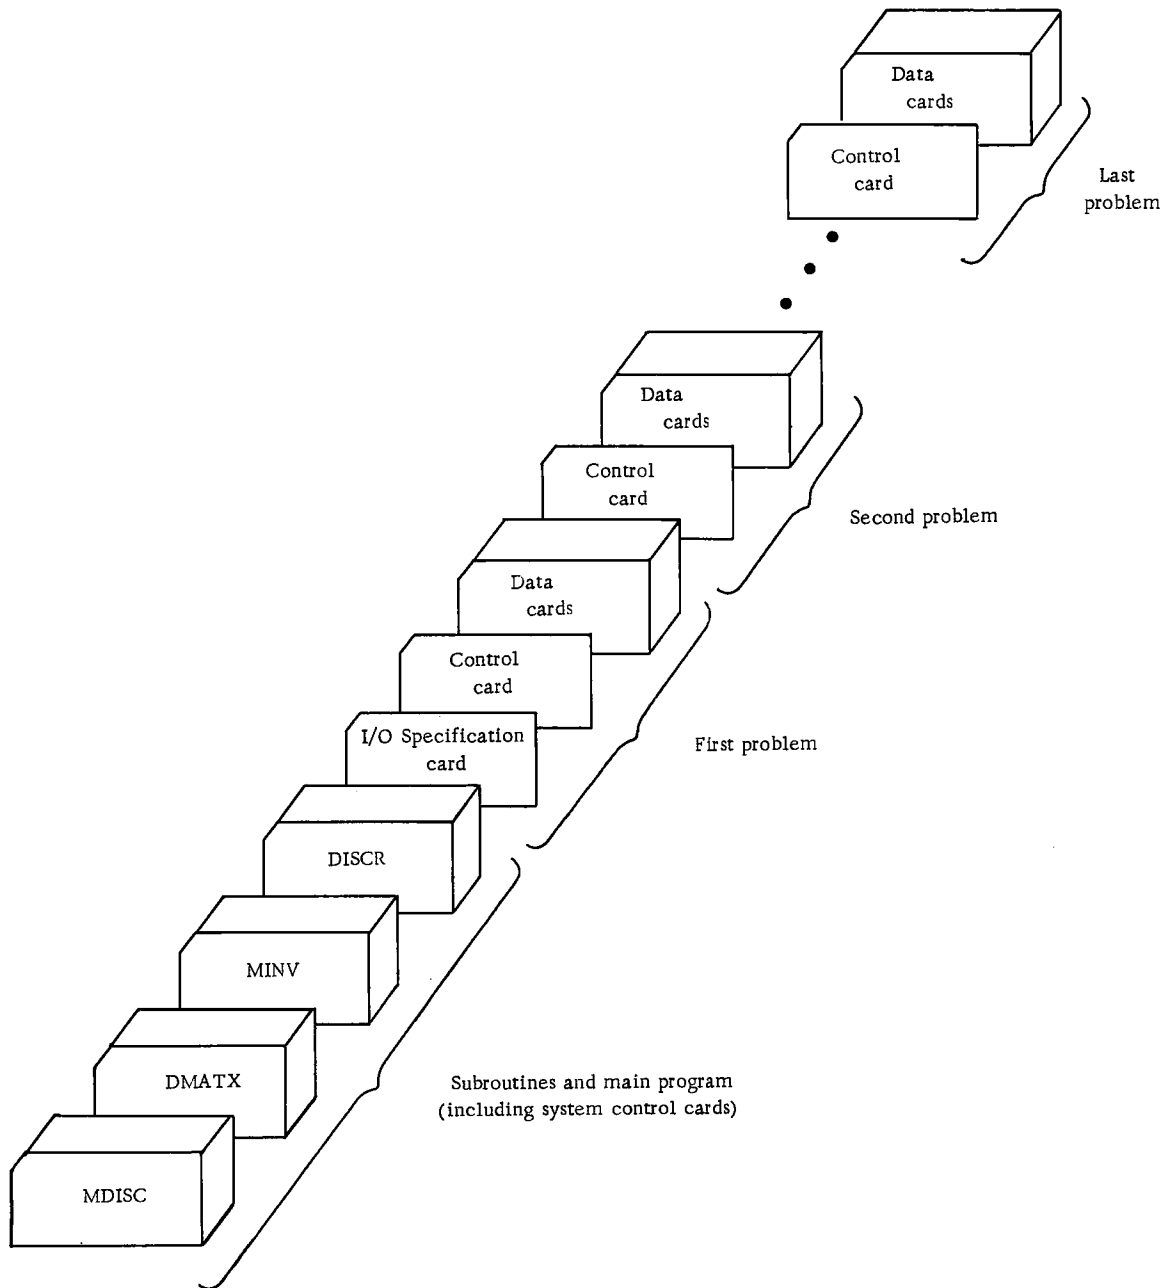 Data
cards
Control
card
Last
problem
Data
cards
Control
card
Second problem
Data
cards
Control
card
I/O Specification
card
First problem
DISCR
MINV
DMATX
Subroutines and main program
(including system control cards)
MDISC